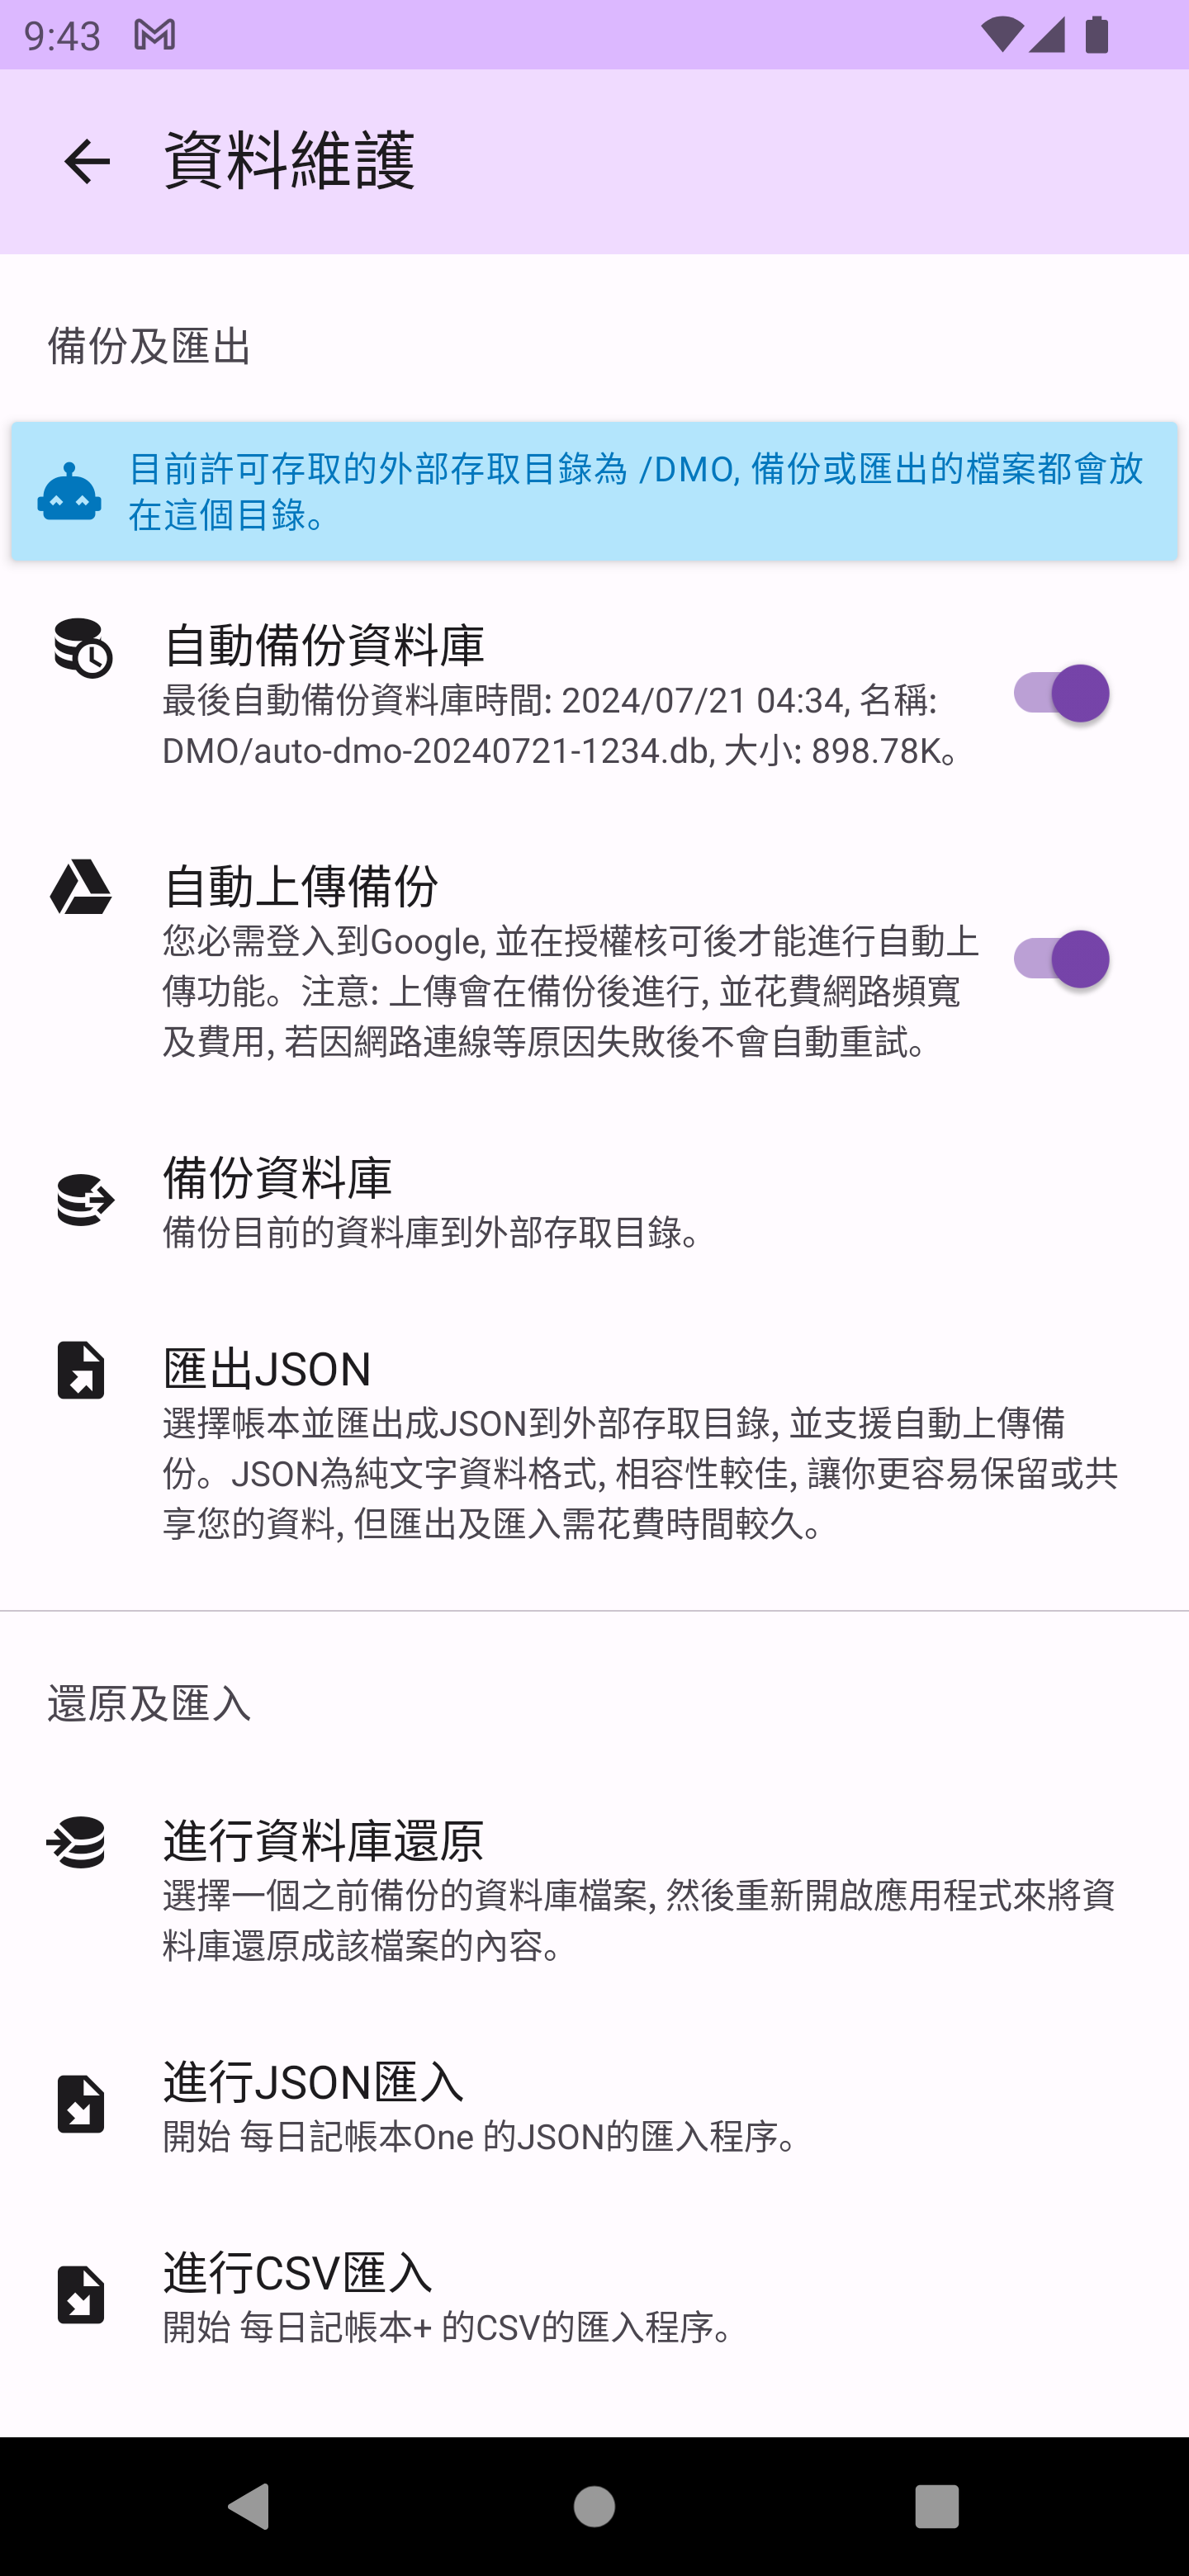 9:43
資料維護
備份及匯出
目前許可存取的外部存取目錄為 /DMO, 備份或匯出的檔案都會放
在這個目錄。
自動備份資料庫
最後自動備份資料庫時間: 2024/07/21 04:34, 名稱:
DMO/auto-dmo-20240721-1234.db, 大小: 898.78K。
自動上傳備份
您必需登入到Google, 並在授權核可後才能進行自動上
傳功能。注意: 上傳會在備份後進行, 並花費網路頻寬
及費用, 若因網路連線等原因失敗後不會自動重試。
備份資料庫
備份目前的資料庫到外部存取目錄。
匯出JSON
選擇帳本並匯出成JSON到外部存取目錄, 並支援自動上傳備
份。JSON為純文字資料格式, 相容性較佳, 讓你更容易保留或共
享您的資料, 但匯出及匯入需花費時間較久。
還原及匯入
進行資料庫還原
選擇一個之前備份的資料庫檔案, 然後重新開啟應用程式來將資
料庫還原成該檔案的內容。
進行JSON匯入
開始 每日記帳本One 的JSON的匯入程序。
進行CSV匯入
開始 每日記帳本+ 的CSV的匯入程序。